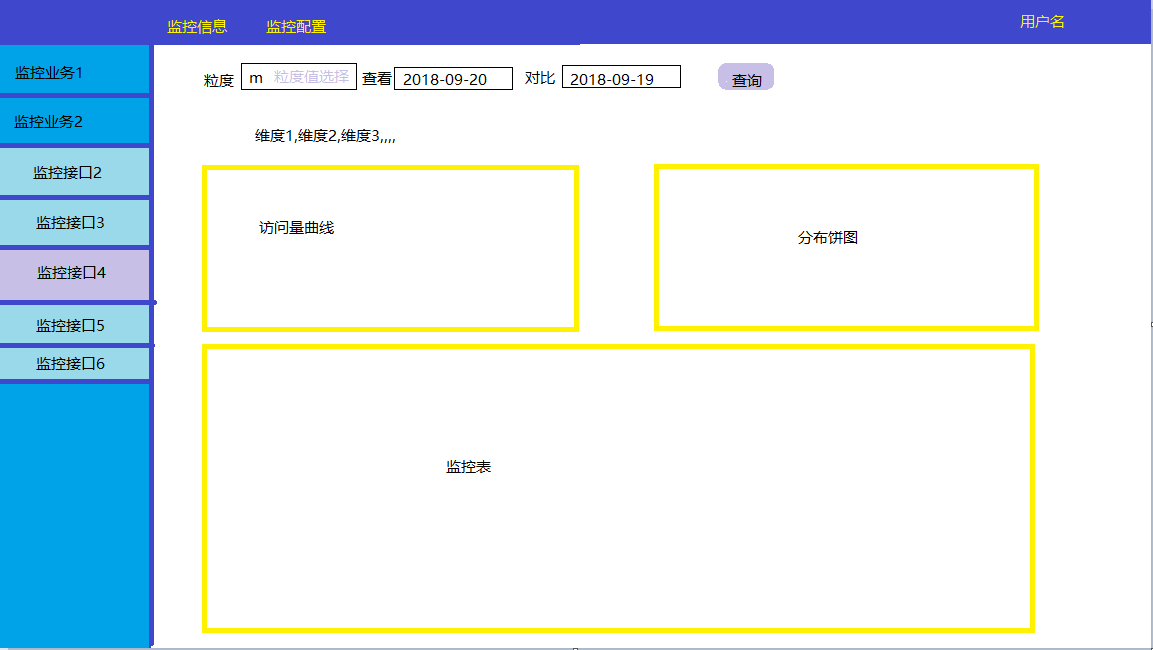 监控信息 监控配置 用户名
监控业务1
监控业务2
监控接口2
监控接口3
监控接口4
监控接口5
监控接口6
粒度 m 粒度值选择 查看 2018-09-20 对比 2018-09-19 查询
维度1,维度2,维度3,,,,
访问量曲线
分布饼图
监控表